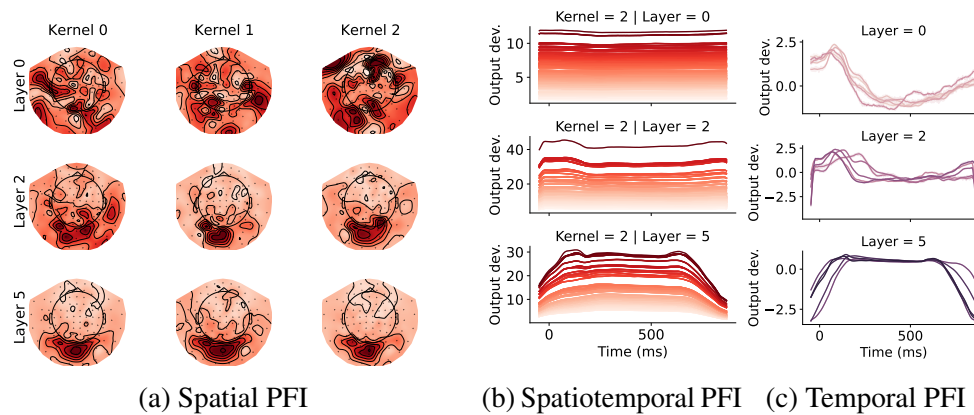 Kernel 0 Kernel 1 Kernel 2
Layer 0
Layer 2
Layer 5
(a) Spatial PFI
Kernel = 2 | Layer = 0
Output dev.
10
5
Kernel = 2 | Layer = 2
Output dev.
40
20
Kernel = 2 | Layer = 5
Output dev.
30
20
10
0 500
Time (ms)
(b) Spatiotemporal PFI
Layer = 0
Output dev.
2.5
0.0
Layer = 2
Output dev.
2.5
0.0
−2.5
Layer = 5
Output dev.
0.0
−2.5
0 500
Time (ms)
(c) Temporal PFI